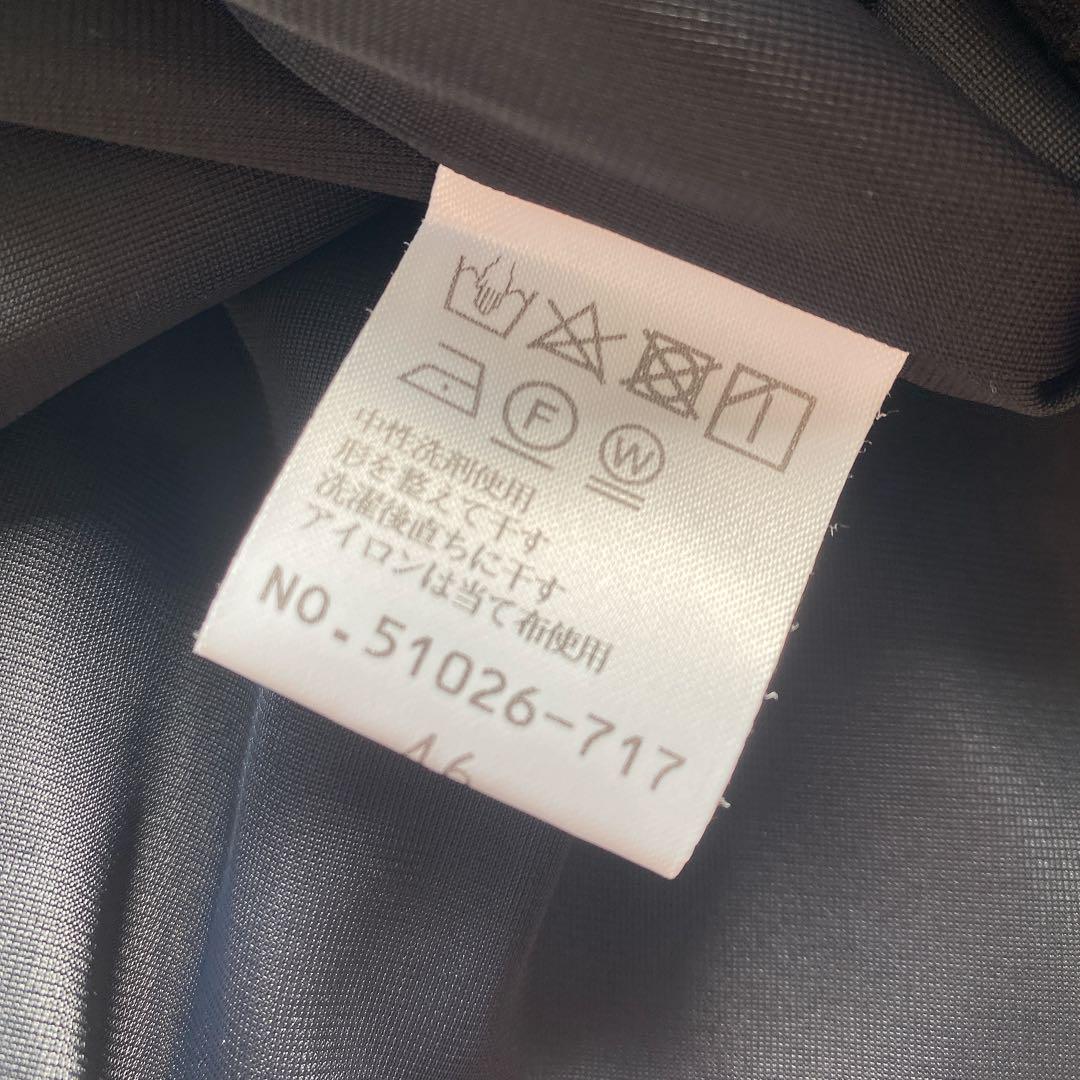 F W
中性洗剤使用
形を整えて干す
洗濯後直ちに干す
アイロンは当て布使用
NO.51026-717